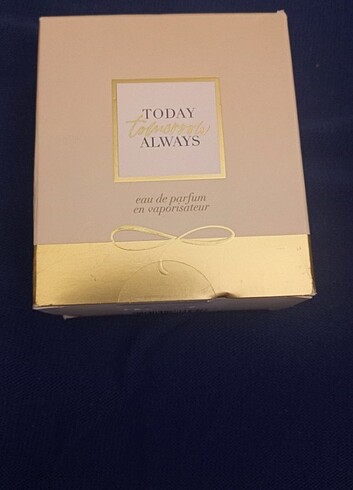 TODAY
tomorrow
ALWAYS
eau de parfum
en vaporisateur